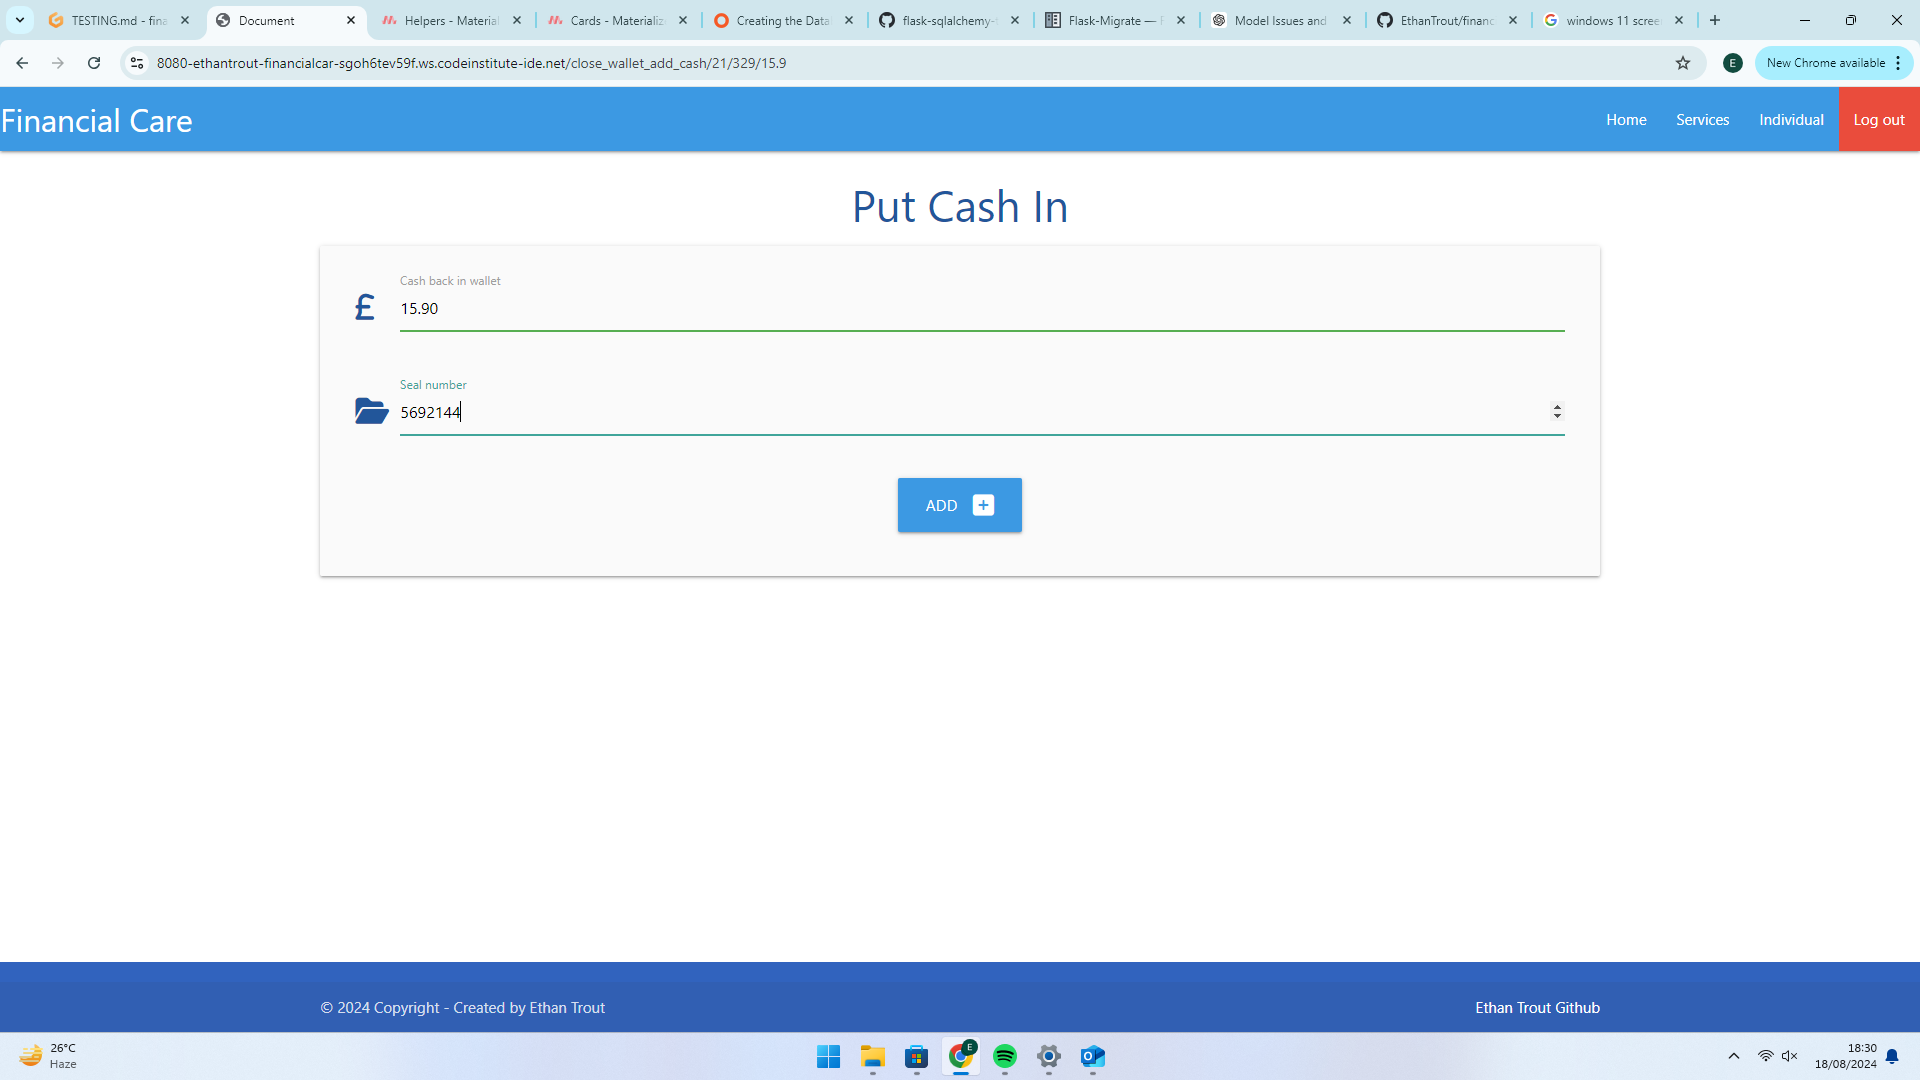 TESTING.md - fina
Document
Helpers - Material
Cards - Materializ
Creating the Data
flask-sqlalchemy-
Flask-Migrate —
Model Issues and
EthanTrout/financ
windows 11 scree
8080-ethantrout-financialcar-sgoh6tev59f.ws.codeinstitute-ide.net/close_wallet_add_cash/21/329/15.9
E
New Chrome available
Financial Care
Home
Services
Individual
Log out
Put Cash In
Cash back in wallet
£
15.90
Seal number
5692144
ADD
© 2024 Copyright - Created by Ethan Trout
Ethan Trout Github
26°C
Haze
18:30
18/08/2024